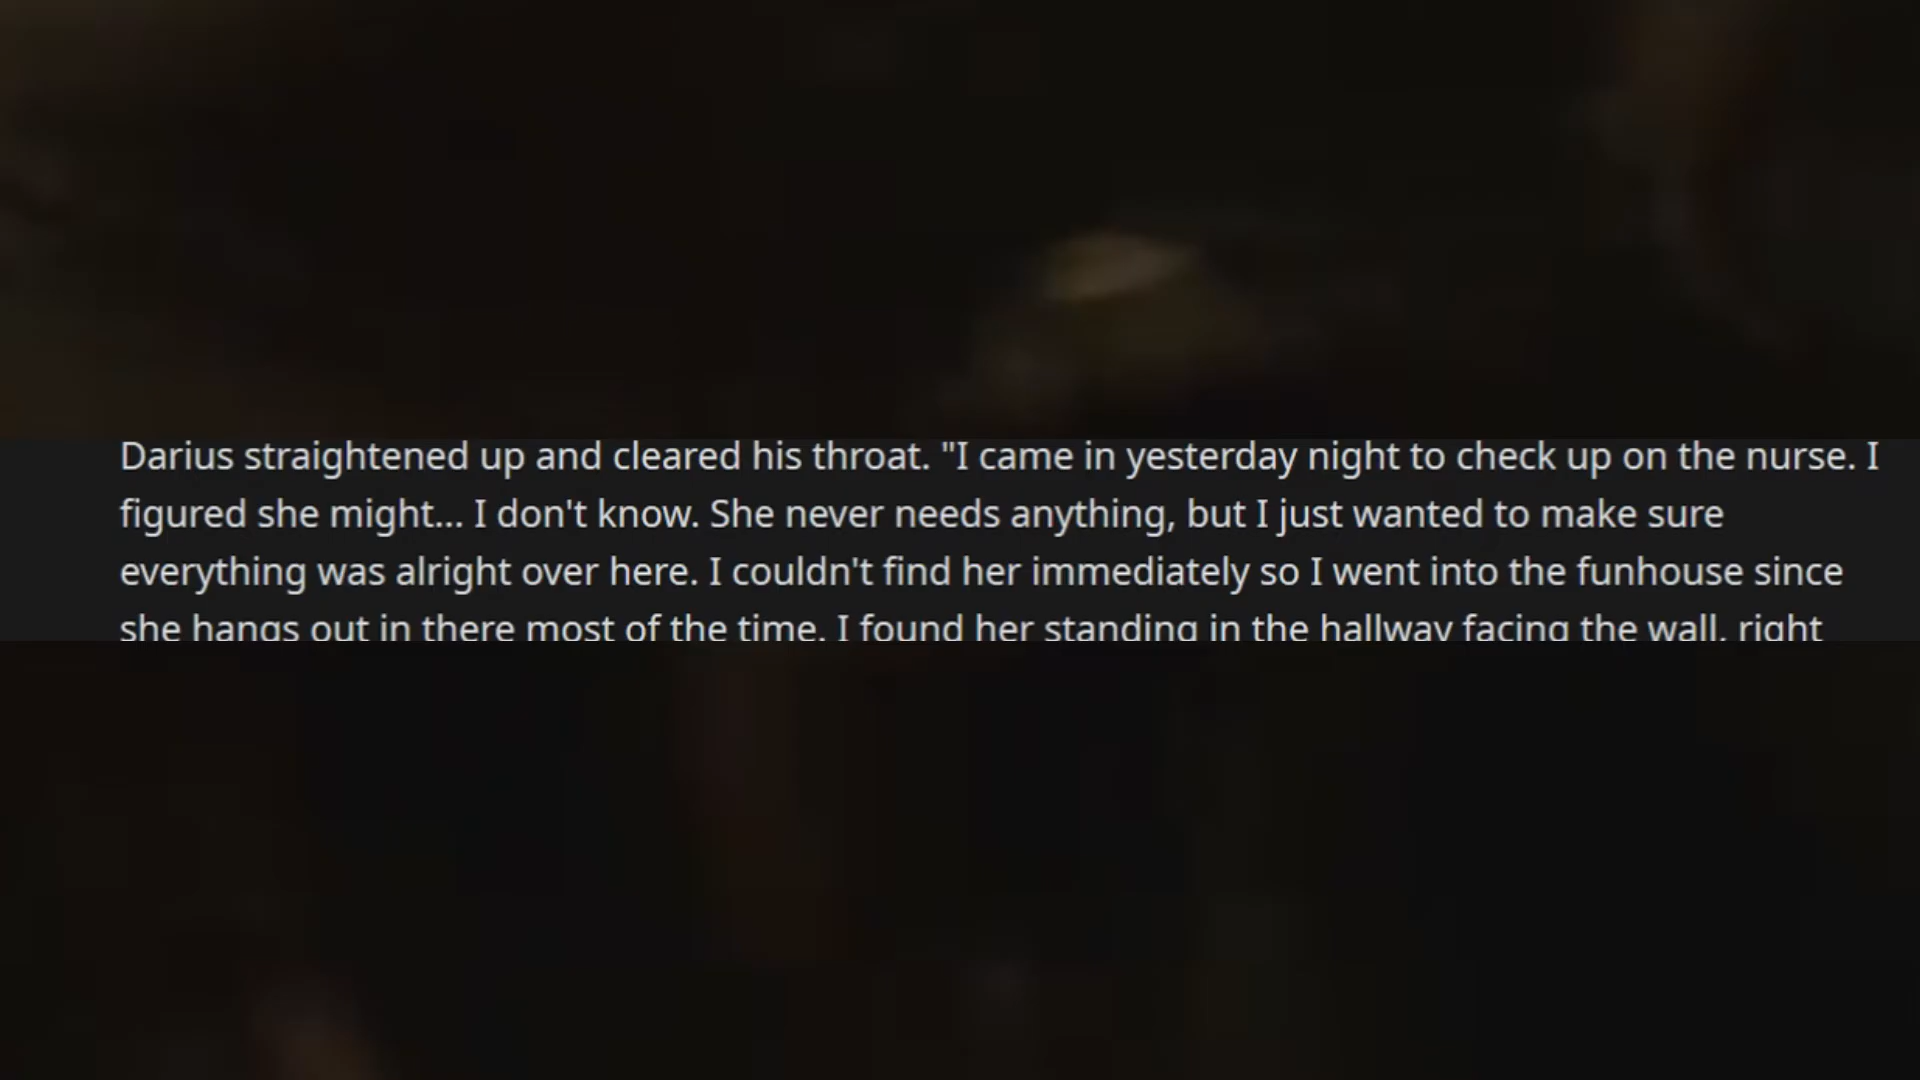 Darius straightened up and cleared his throat. "I came in yesterday night to check up on the nurse. I
figured she might... I don't know. She never needs anything, but I just wanted to make sure
everything was alright over here. I couldn't find her immediately so I went into the funhouse since
she hangs out in there most of the time. I found her standing in the hallway facing the wall, right